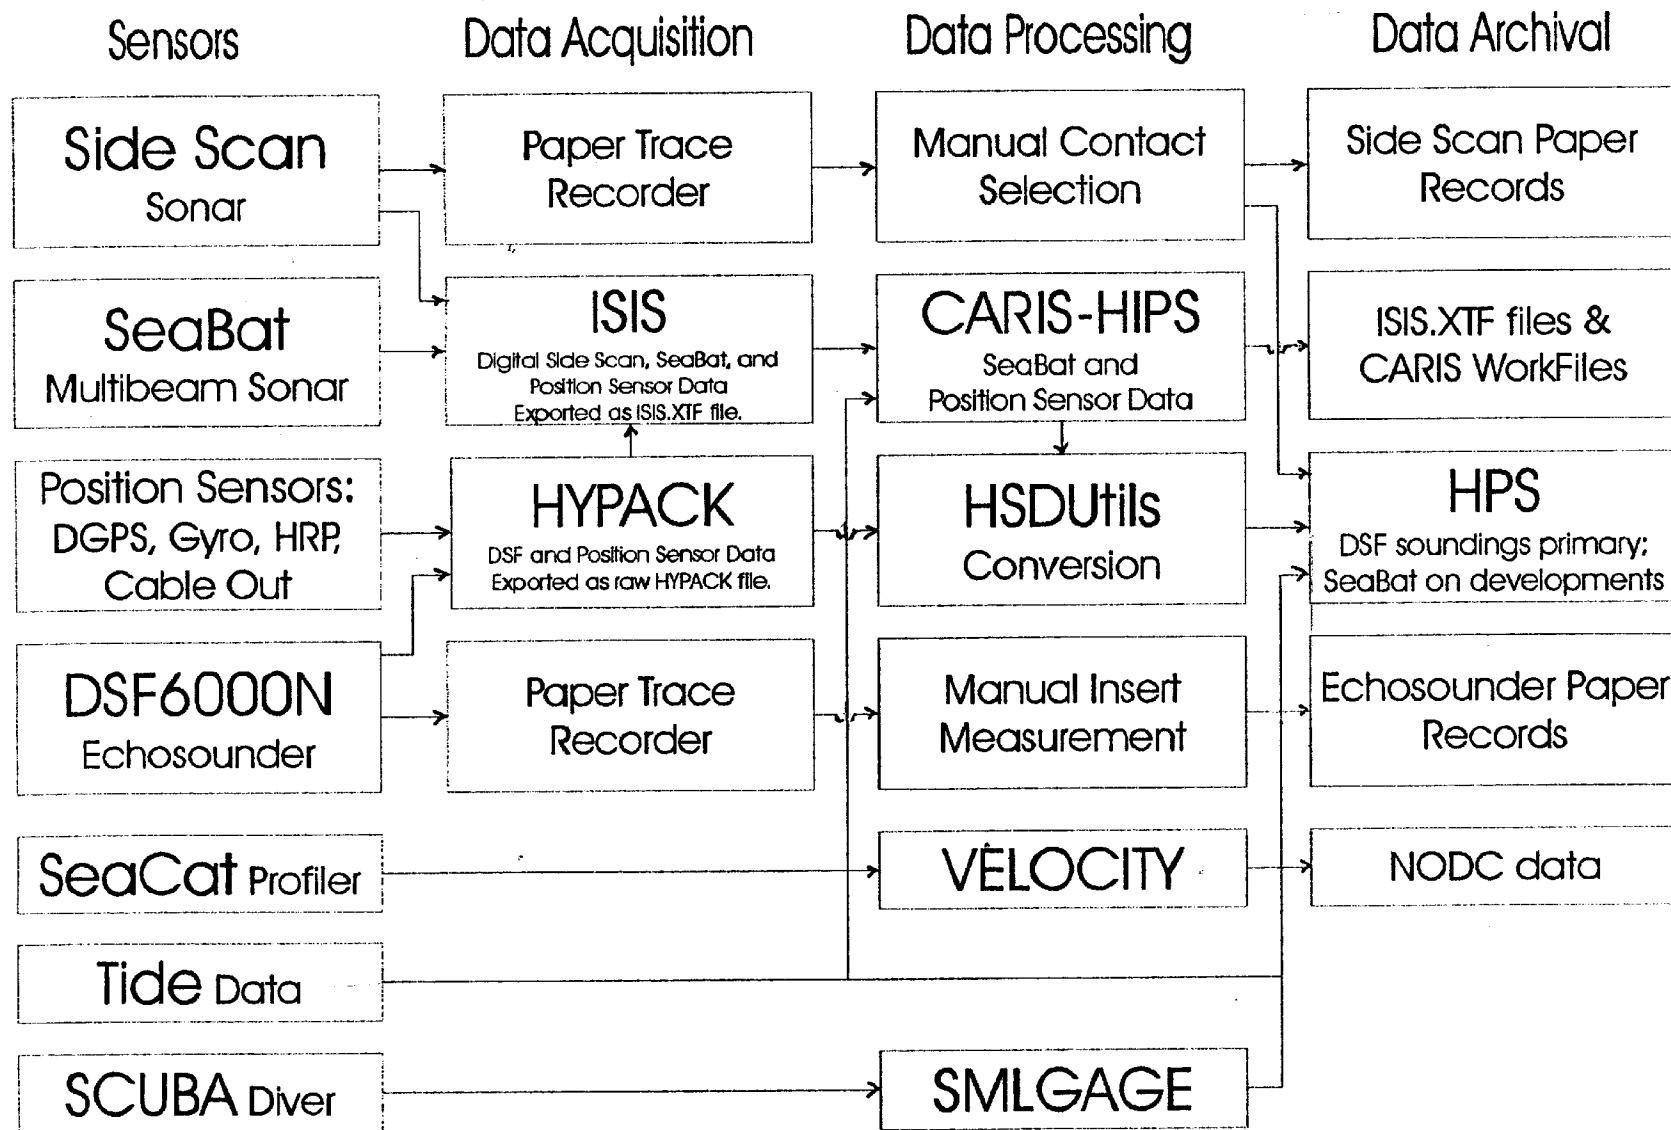 Sensors
Data Acquisition
Data Processing
Data Archival
Side Scan
Sonar
Paper Trace
Recorder
Manual Contact
Selection
Side Scan Paper
Records
SeaBat
Multibeam Sonar
ISIS
Digital Side Scan, SeaBat, and
Position Sensor Data
Exported as ISIS.XTF file.
CARIS-HIPS
SeaBat and
Position Sensor Data
ISIS.XTF files &
CARIS WorkFiles
Position Sensors:
DGPS, Gyro, HRP,
Cable Out
HYPACK
DSF and Position Sensor Data
Exported as raw HYPACK file.
HSDUtils
Conversion
HPS
DSF soundings primary;
SeaBat on developments
DSF6000N
Echosounder
Paper Trace
Recorder
Manual Insert
Measurement
Echosounder Paper
Records
SeaCat Profiler
VELOCITY
NODC data
Tide Data
SCUBA Diver
SMLGAGE